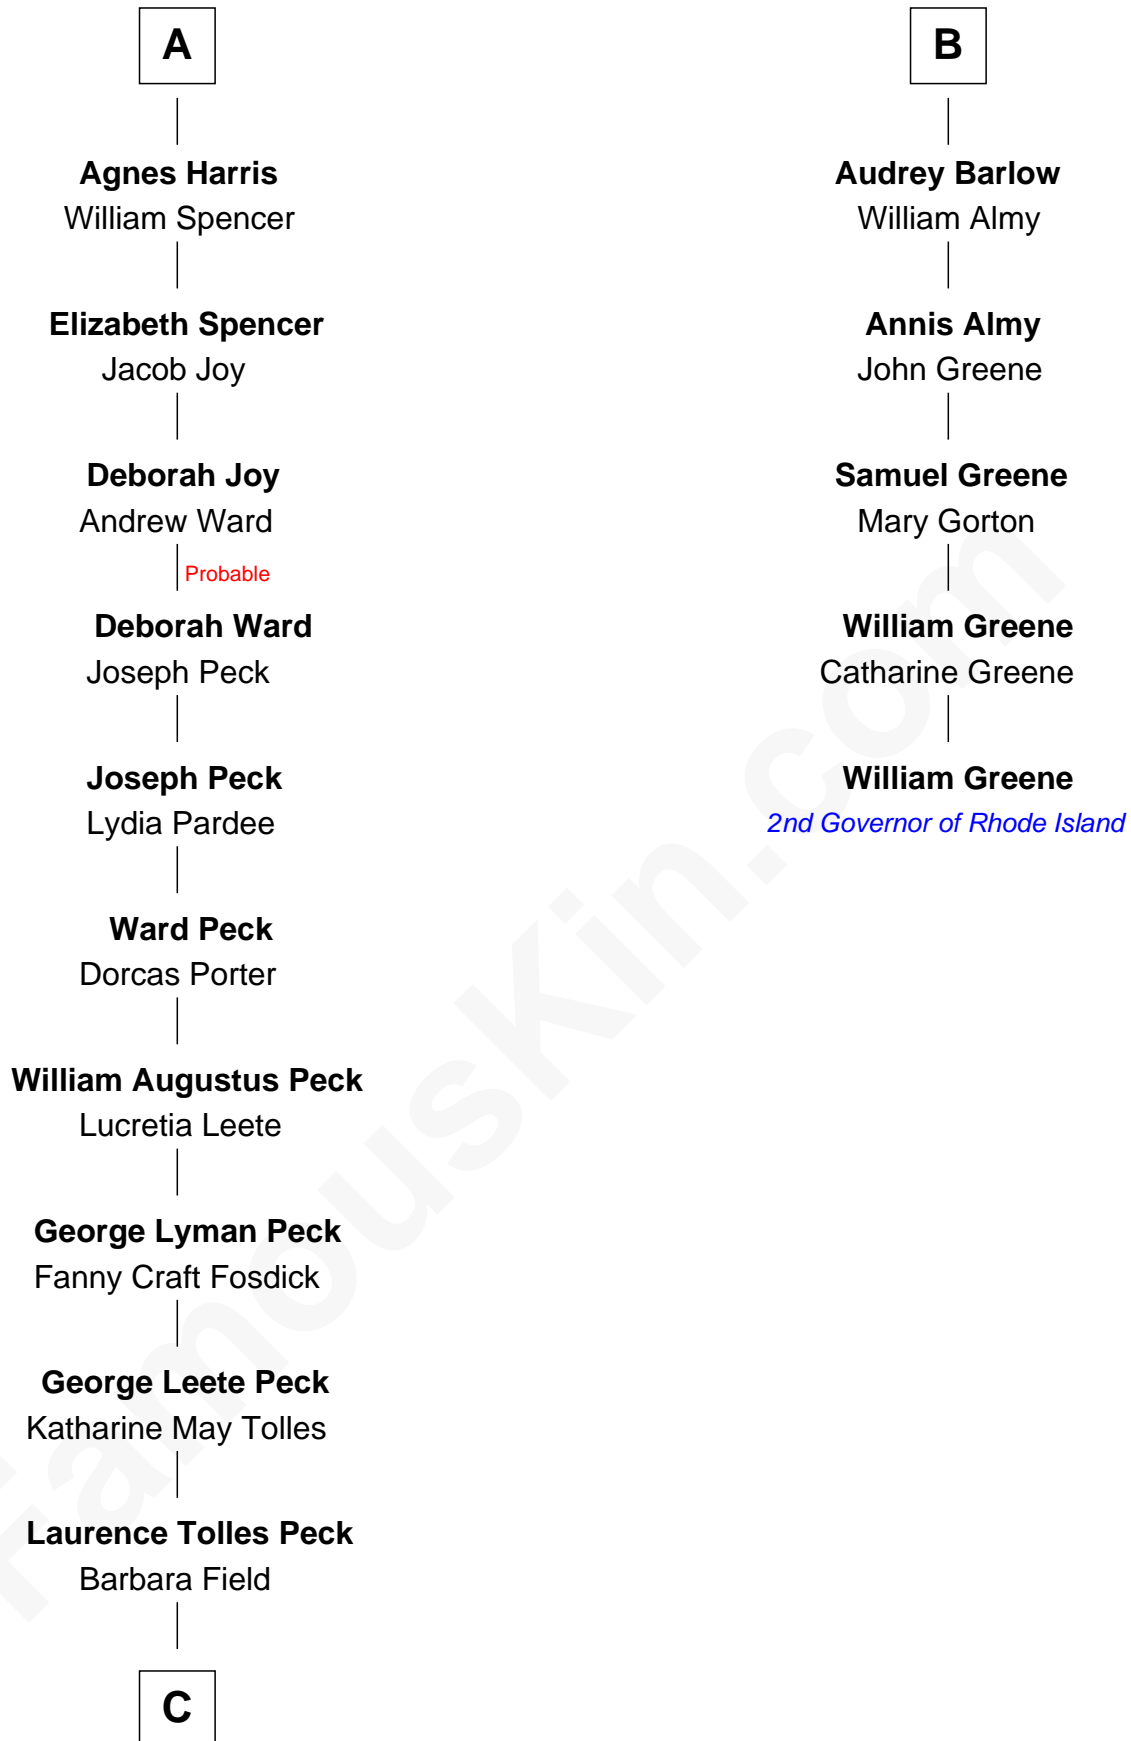 A
Agnes Harris
William Spencer
Elizabeth Spencer
Jacob Joy
Deborah Joy
Andrew Ward
Probable
Deborah Ward
Joseph Peck
Joseph Peck
Lydia Pardee
Ward Peck
Dorcas Porter
William Augustus Peck
Lucretia Leete
George Lyman Peck
Fanny Craft Fosdick
George Leete Peck
Katharine May Tolles
Laurence Tolles Peck
Barbara Field
C
B
Audrey Barlow
William Almy
Annis Almy
John Greene
Samuel Greene
Mary Gorton
William Greene
Catharine Greene
William Greene
2nd Governor of Rhode Island
FamousKin.com